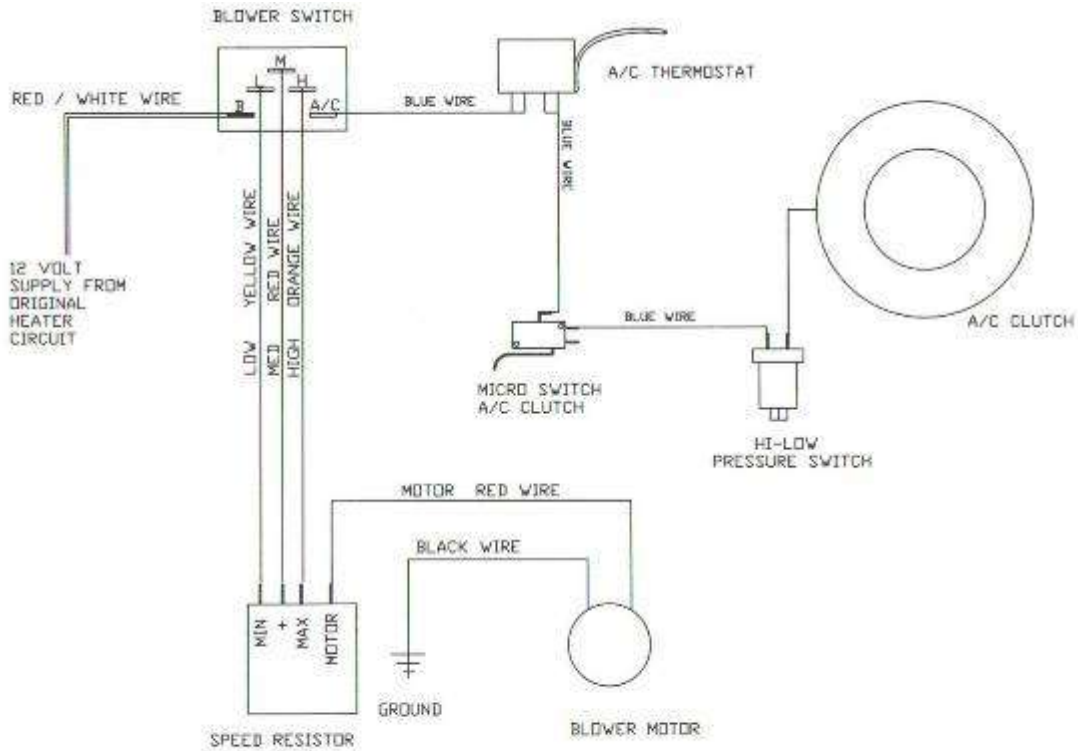 BLOWER SWITCH
M
L
H
B
A/C
RED / WHITE WIRE
BLUE WIRE
A/C THERMOSTAT
BLUE WIRE
12 VOLT
SUPPLY FROM
ORIGINAL
HEATER
CIRCUIT
LOW YELLOW WIRE
MED RED WIRE
HIGH ORANGE WIRE
BLUE WIRE
A/C CLUTCH
MICRO SWITCH
A/C CLUTCH
HI-LOW
PRESSURE SWITCH
MOTOR RED WIRE
BLACK WIRE
MIN
+
MAX
MOTOR
GROUND
SPEED RESISTOR
BLOWER MOTOR